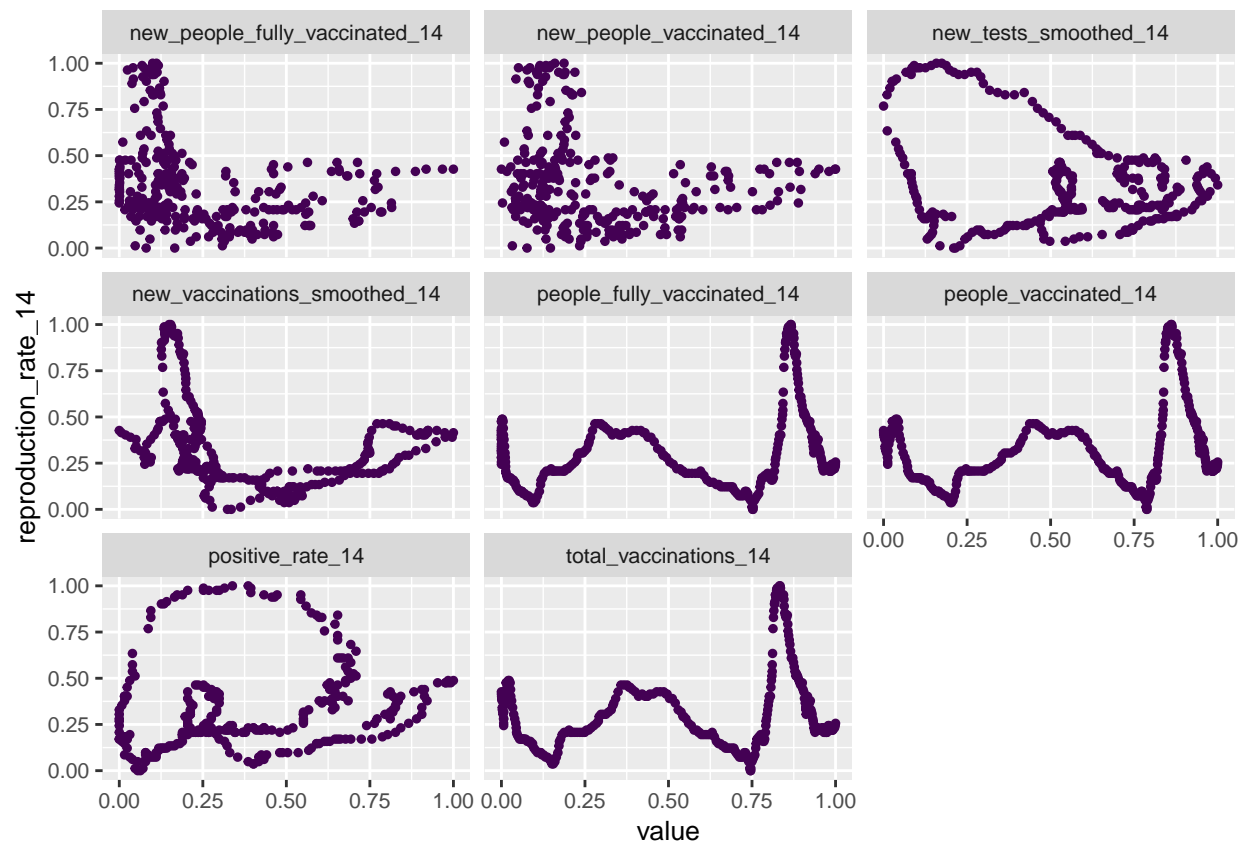 new_people_fully_vaccinated_14
new_people_vaccinated_14
new_tests_smoothed_14
1.00
0.75
0.50
0.25
0.00
new_vaccinations_smoothed_14
people_fully_vaccinated_14
people_vaccinated_14
1.00
0.75
0.50
0.25
0.00
0.00 0.25 0.50 0.75 1.00
positive_rate_14
total_vaccinations_14
1.00
0.75
0.50
0.25
0.00
0.00 0.25 0.50 0.75 1.00
0.00 0.25 0.50 0.75 1.00
value
reproduction_rate_14